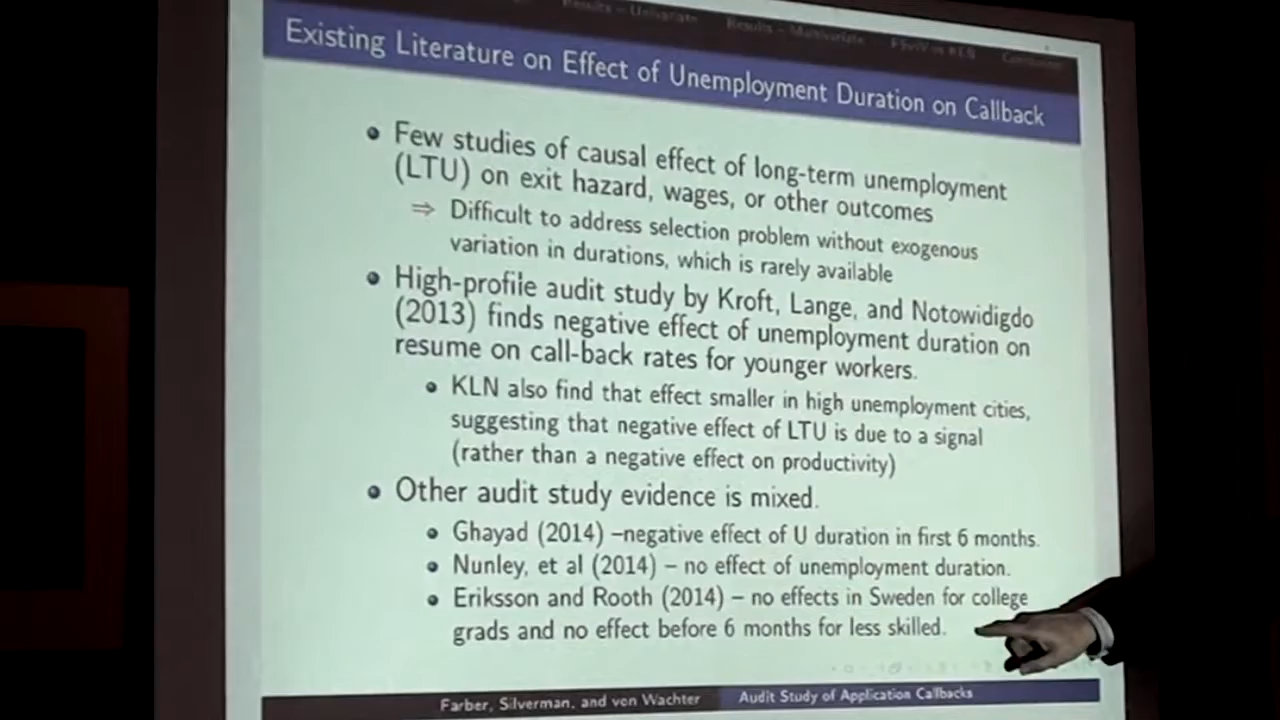 Results – Univariate Results – Multivariate
Existing Literature on Effect of Unemployment Duration on Callback
• Few studies of causal effect of long-term unemployment
(LTU) on exit hazard, wages, or other outcomes
⇒ Difficult to address selection problem without exogenous
variation in durations, which is rarely available
• High-profile audit study by Kroft, Lange, and Notowidigdo
(2013) finds negative effect of unemployment duration on
resume on call-back rates for younger workers.
• KLN also find that effect smaller in high unemployment cities,
suggesting that negative effect of LTU is due to a signal
(rather than a negative effect on productivity)
• Other audit study evidence is mixed.
• Ghayad (2014) –negative effect of U duration in first 6 months.
• Nunley, et al (2014) – no effect of unemployment duration.
• Eriksson and Rooth (2014) – no effects in Sweden for college
grads and no effect before 6 months for less skilled.
Farber, Silverman, and von Wachter Audit Study of Application Callbacks